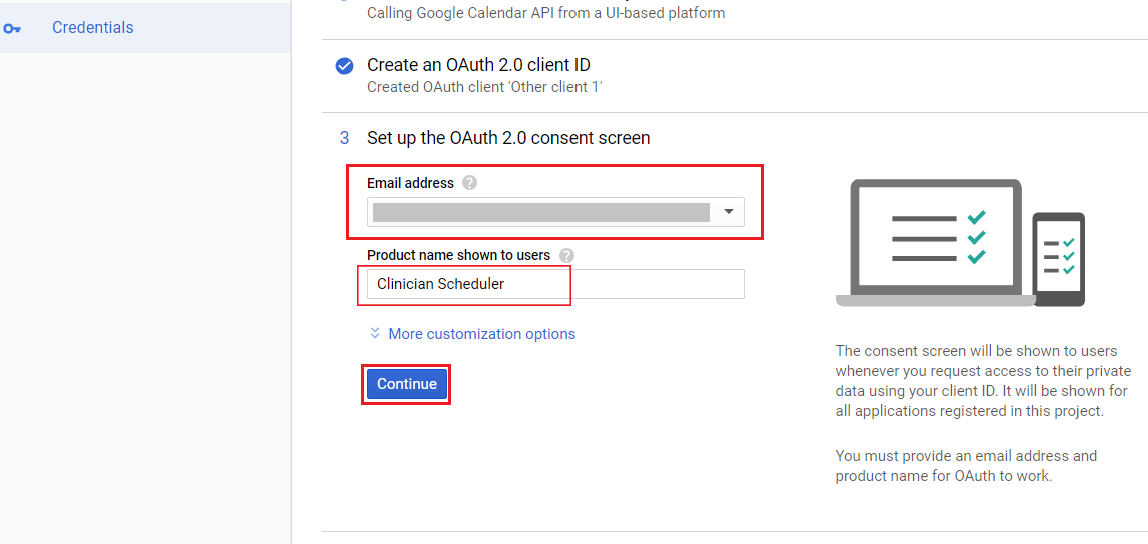 Credentials
Calling Google Calendar API from a UI-based platform
Create an OAuth 2.0 client ID
Created OAuth client 'Other client 1'
3 Set up the OAuth 2.0 consent screen
Email address ?
Product name shown to users ?
Clinician Scheduler
More customization options
Continue
The consent screen will be shown to users
whenever you request access to their private
data using your client ID. It will be shown for
all applications registered in this project.
You must provide an email address and
product name for OAuth to work.